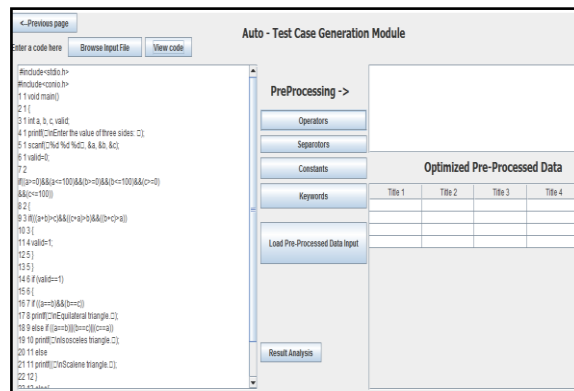 <--Previous page
Auto - Test Case Generation Module
Enter a code here
Browse Input File
View code
#include<stdio.h>
#include<conio.h>
1 1 void main()
2 1 {
3 1 int a, b, c, valid;
4 1 printf(□\nEnter the value of three sides: □);
5 1 scanf(□%d %d %d□, &a, &b, &c);
6 1 valid=0;
7 2
if((a>=0)&&(a<=100)&&(b>=0)&&(b<=100)&&(c>=0)
&&(c<=100))
8 2 {
9 3 if(((a+b)>c)&&((c+a)>b)&&((b+c)>a))
10 3 {
11 4 valid=1;
12 5 }
13 5 }
14 6 if (valid==1)
15 6 {
16 7 if ((a==b)&&(b==c))
17 8 printf(□\nEquilateral triangle.□);
18 9 else if ((a==b)||(b==c)||(c==a))
19 10 printf(□\nIsosceles triangle.□);
20 11 else
21 11 printf(□\nScalene triangle.□);
22 12 }
PreProcessing ->
Operators
Separotors
Constants
Keywords
Load Pre-Processed Data Input
Result Analysis
Optimized Pre-Processed Data
Title 1 Title 2 Title 3 Title 4